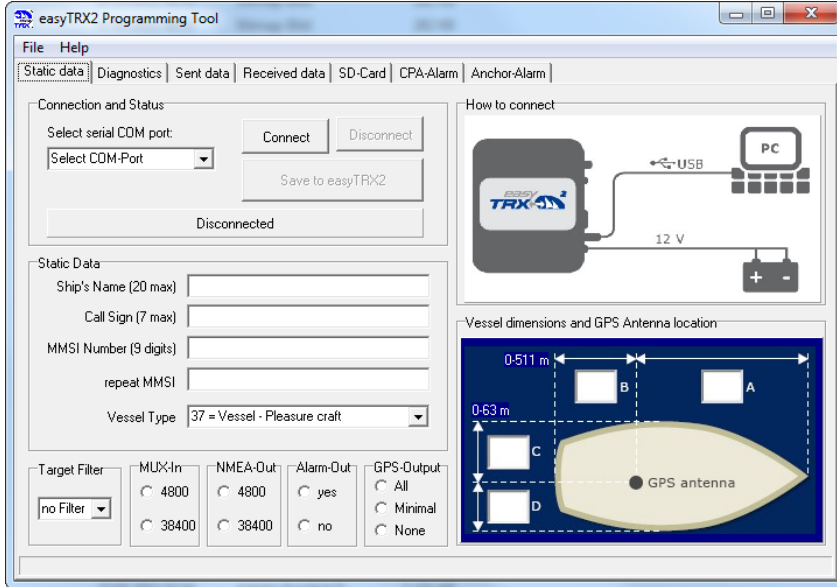 easyTRX2 Programming Tool
File Help
Static data Diagnostics Sent data Received data SD-Card CPA-Alarm Anchor-Alarm
Connection and Status
Select serial COM port:
Select COM-Port
Connect
Disconnect
Save to easyTRX2
Disconnected
How to connect
easy
TRX 2
USB
PC
12 V
+ -
Static Data
Ship's Name (20 max)
Call Sign (7 max)
MMSI Number (9 digits)
repeat MMSI
Vessel Type 37 = Vessel - Pleasure craft
Vessel dimensions and GPS Antenna location
0-511 m
B
A
0-63 m
C
D
GPS antenna
Target Filter
no Filter
MUX-In
4800
38400
NMEA-Out
4800
38400
Alarm-Out
yes
no
GPS-Output
All
Minimal
None